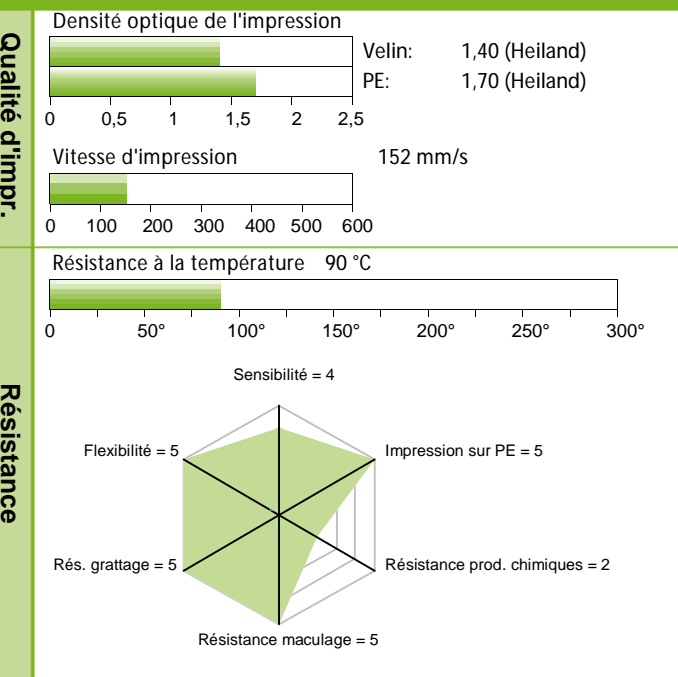 Qualité d'impr.
Densité optique de l'impression
Velin: 1,40 (Heiland)
PE: 1,70 (Heiland)
0 0,5 1 1,5 2 2,5
Vitesse d'impression 152 mm/s
0 100 200 300 400 500 600
Résistance
Résistance à la température 90 °C
0 50° 100° 150° 200° 250° 300°
Sensibilité = 4
Flexibilité = 5
Impression sur PE = 5
Rés. grattage = 5
Résistance prod. chimiques = 2
Résistance maculage = 5